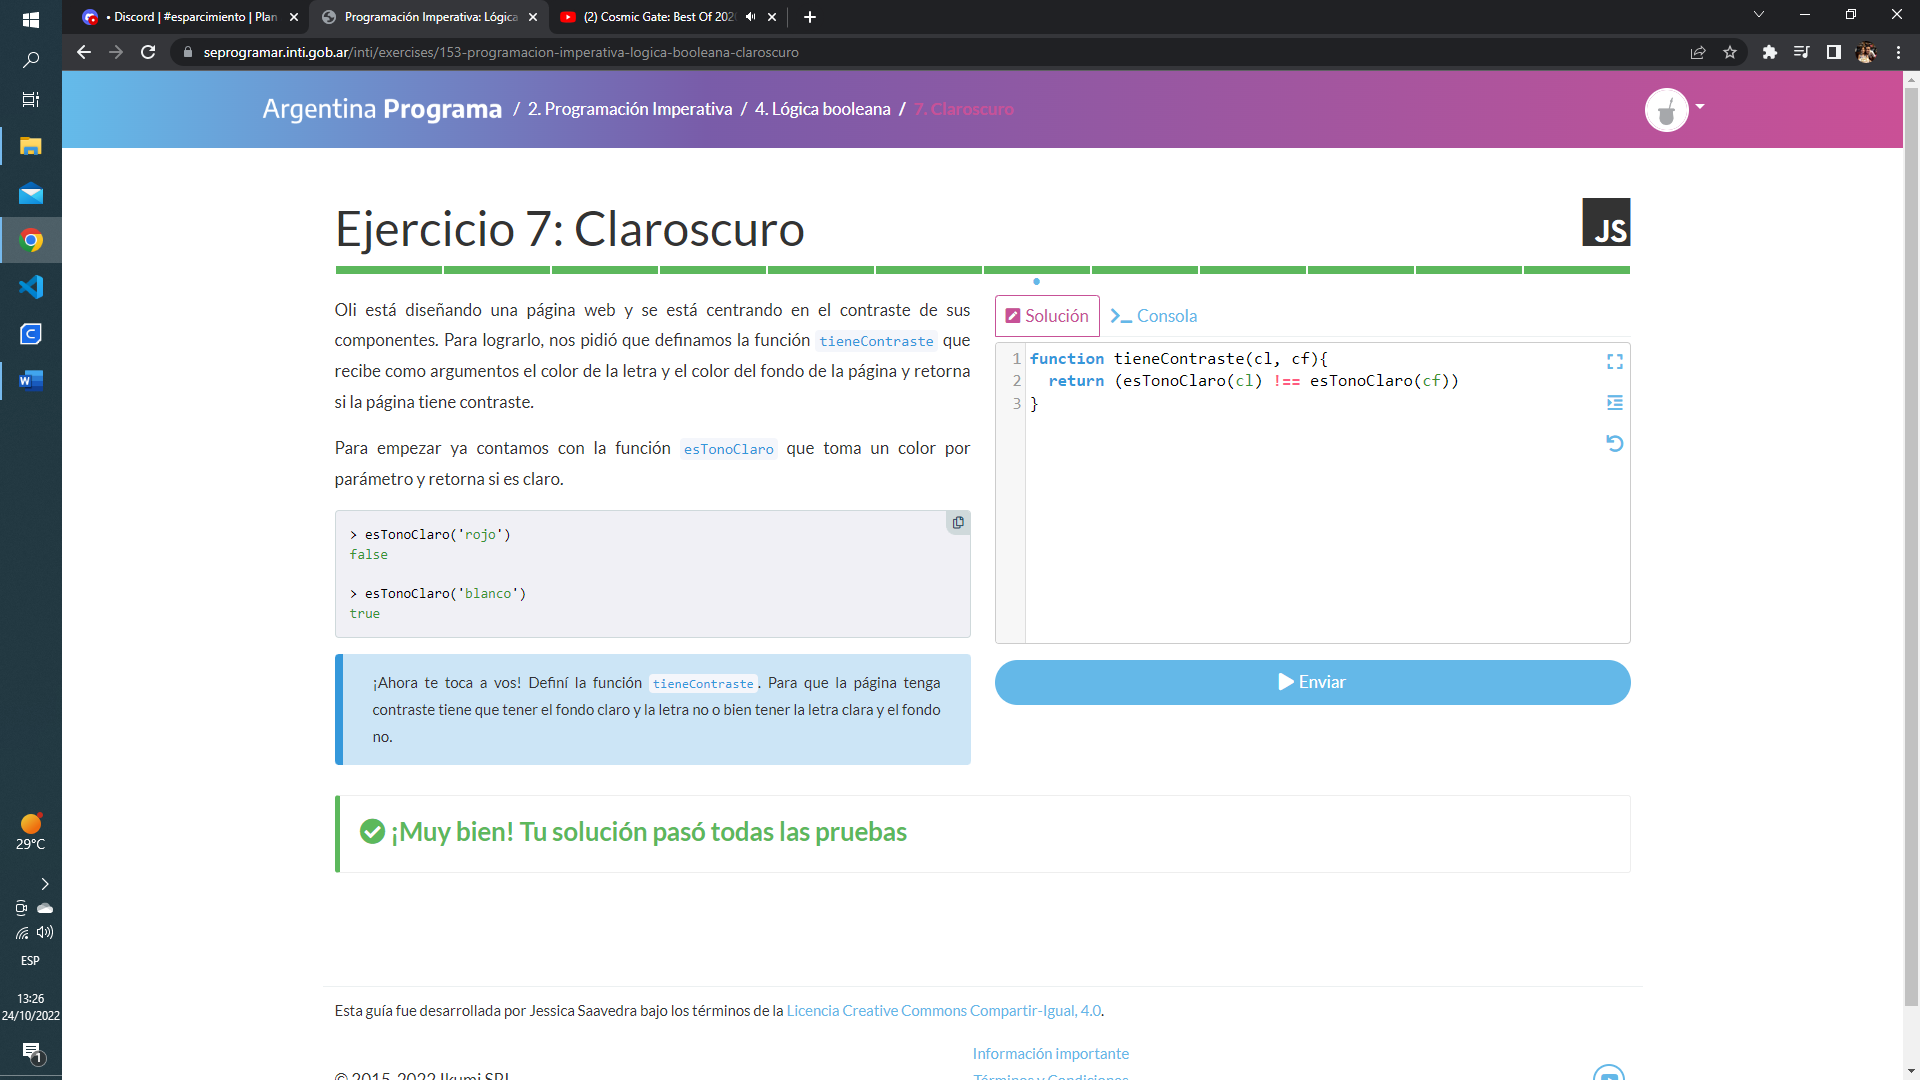 • Discord | #esparcimiento | Plan
Programación Imperativa: Lógica
(2) Cosmic Gate: Best Of 202
seprogramar.inti.gob.ar/inti/exercises/153-programacion-imperativa-logica-booleana-claroscuro
Argentina Programa / 2. Programación Imperativa / 4. Lógica booleana / 7. Claroscuro
Ejercicio 7: Claroscuro
JS
Oli está diseñando una página web y se está centrando en el contraste de sus
componentes. Para lograrlo, nos pidió que definamos la función tieneContraste que
recibe como argumentos el color de la letra y el color del fondo de la página y retorna
si la página tiene contraste.
Para empezar ya contamos con la función esTonoClaro que toma un color por
parámetro y retorna si es claro.
> esTonoClaro('rojo')
false
> esTonoClaro('blanco')
true
¡Ahora te toca a vos! Definí la función tieneContraste. Para que la página tenga
contraste tiene que tener el fondo claro y la letra no o bien tener la letra clara y el fondo
no.
Solución
Consola
1 function tieneContraste(cl, cf){
2 return (esTonoClaro(cl) !== esTonoClaro(cf))
3 }
Enviar
¡Muy bien! Tu solución pasó todas las pruebas
Esta guía fue desarrollada por Jessica Saavedra bajo los términos de la Licencia Creative Commons Compartir-Igual, 4.0.
Información importante
Términos y Condiciones
© 2015-2022 Ikumi SRL
29°C
ESP
13:26
24/10/2022
1